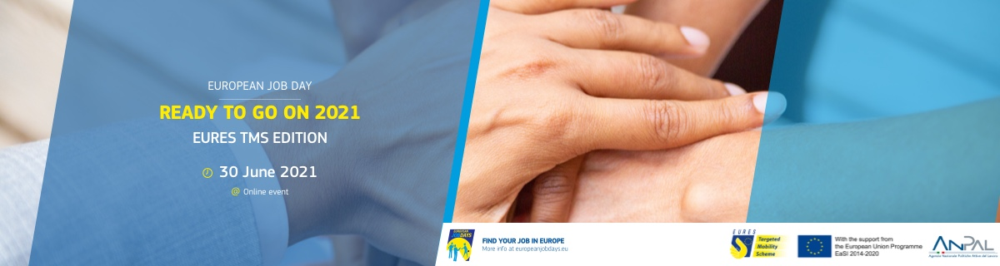 EUROPEAN JOB DAY
READY TO GO ON 2021
EURES TMS EDITION
30 June 2021
@ Online event
EUROPEAN
JOBDAYS
FIND YOUR JOB IN EUROPE
More info at europeanjobdays.eu
EURES
Targeted
Mobility
Scheme
With the support from
the European Union Programme
EaSI 2014-2020
ANPAL
Agenzia Nazionale Politiche Attive del Lavoro